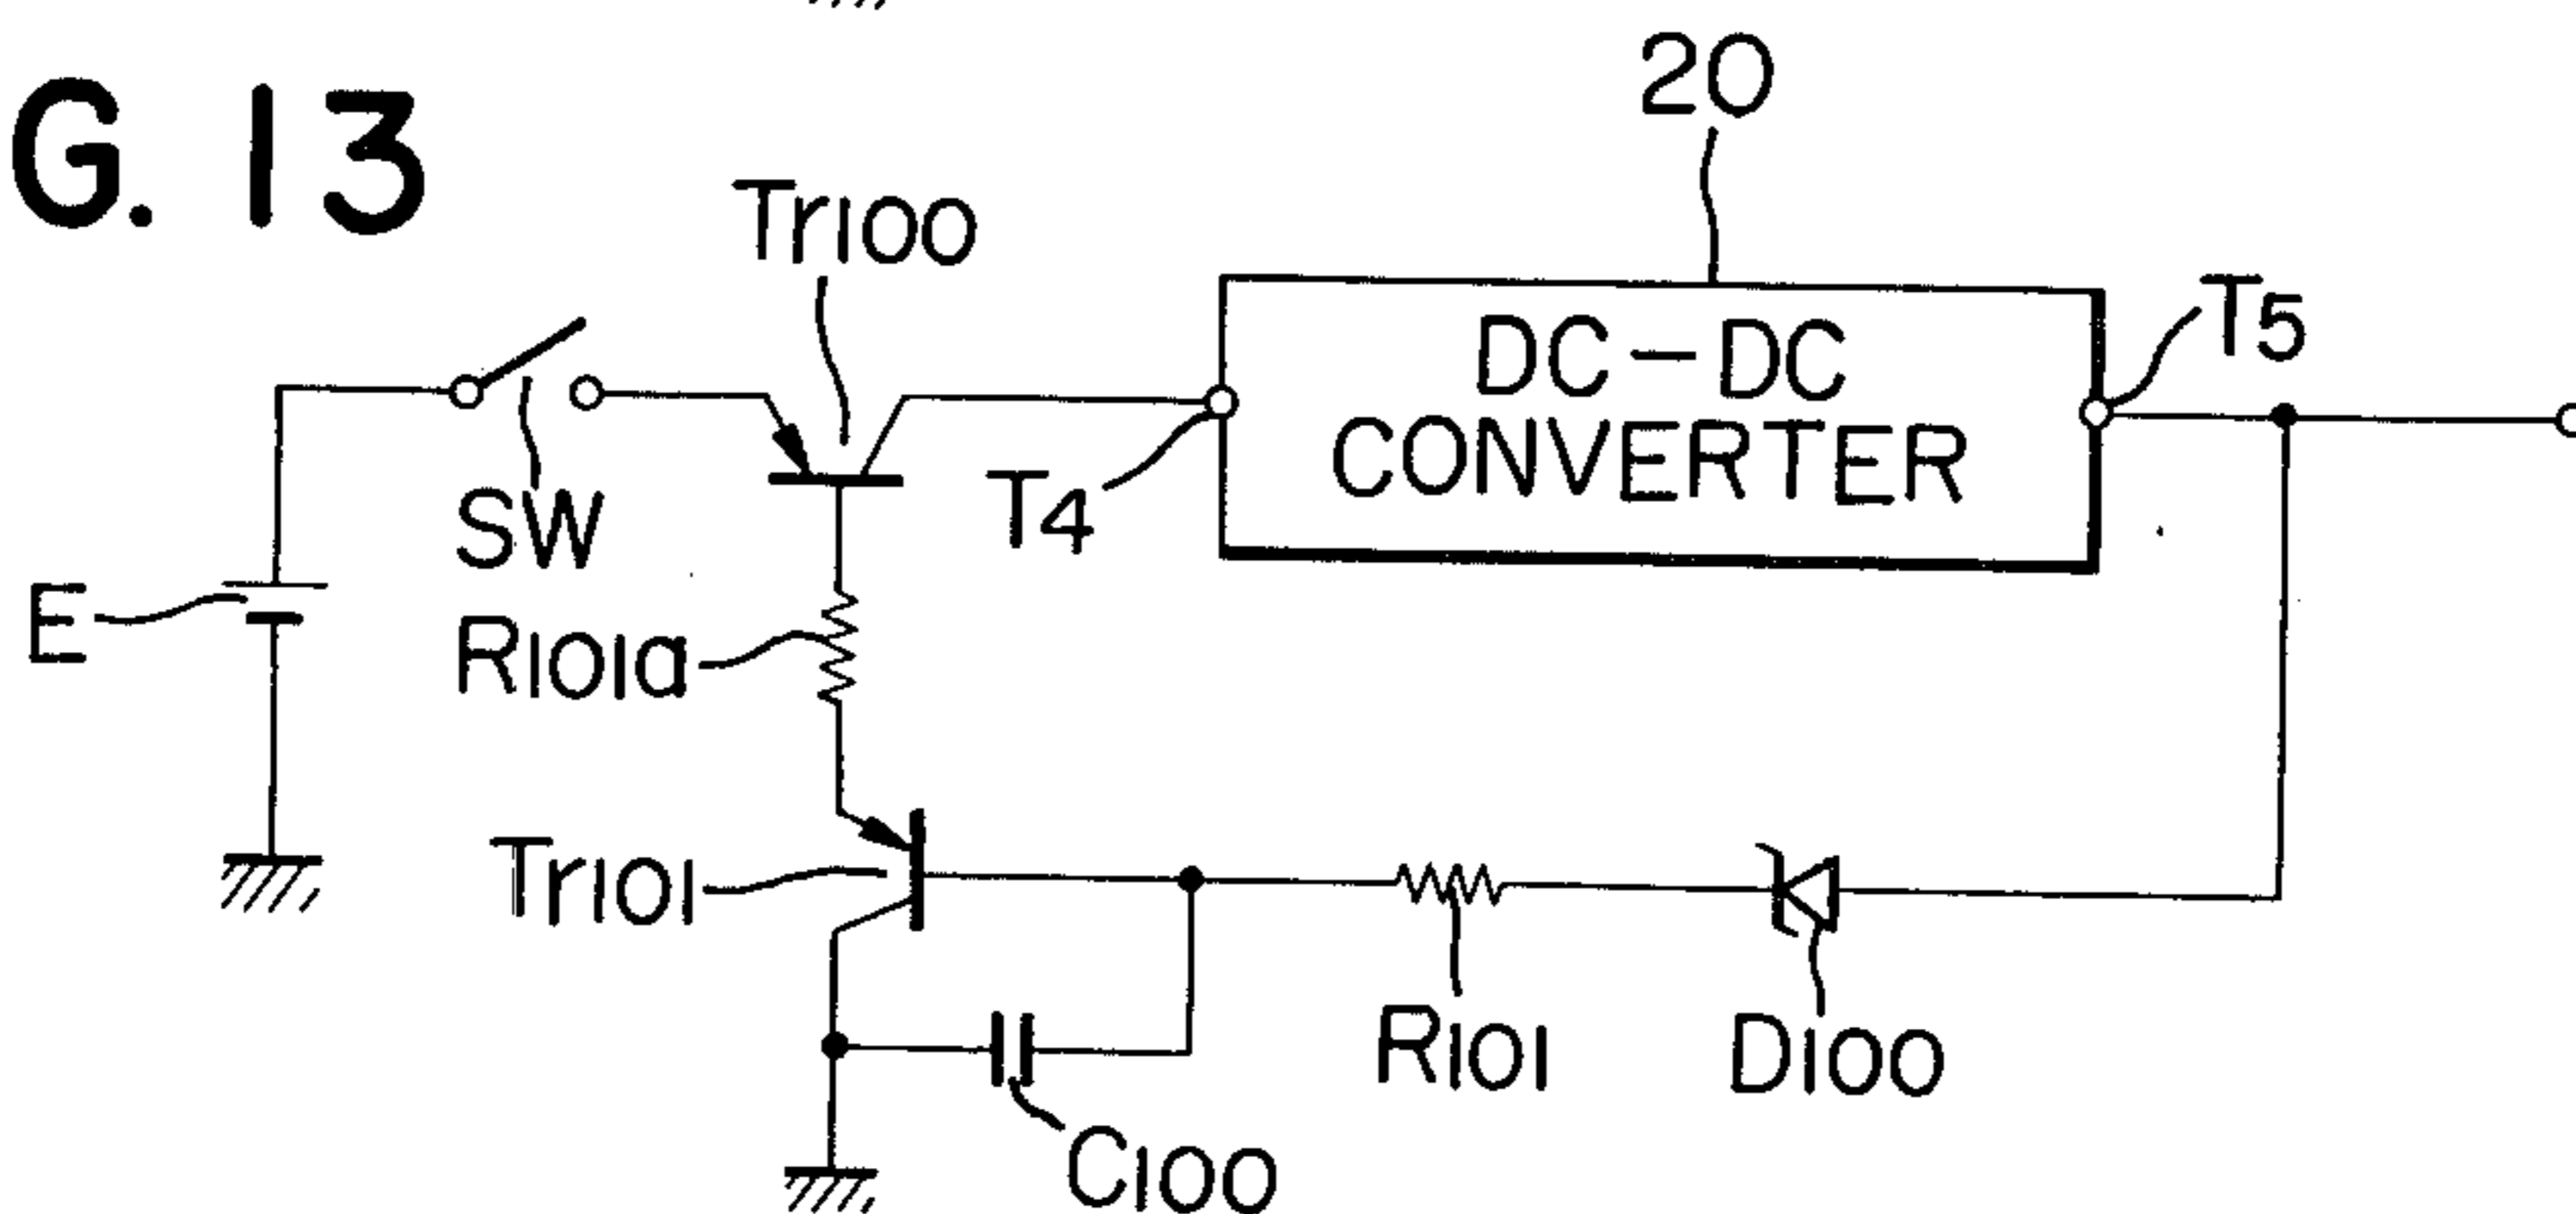 G. 13
20
Tr100
DC-DC
CONVERTER
T5
SW
T4
E
R101a
Tr101
R101
D100
C100